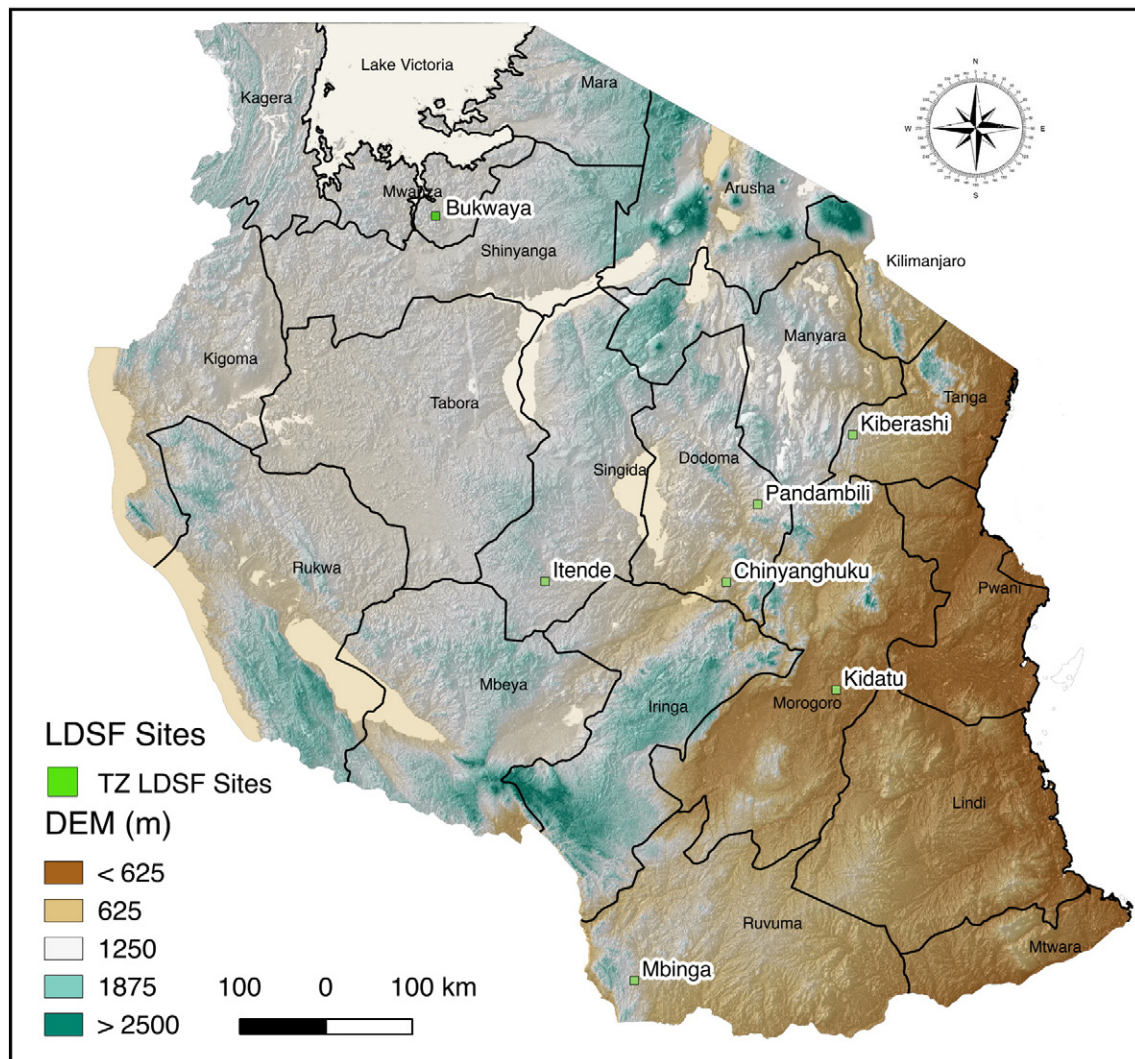 Lake Victoria
Mara
Kagera
N
W
E
S
Arusha
Mwanza
Bukwaya
Shinyanga
Kilimanjaro
Manyara
Kigoma
Tabora
Tanga
Kiberashi
Singida
Dodoma
Pandambili
Rukwa
Itende
Chinyanghuku
Pwani
Mbeya
Iringa
Kidatu
Morogoro
LDSF Sites
TZ LDSF Sites
Lindi
DEM (m)
< 625
625
Ruvuma
1250
Mtwara
1875
Mbinga
100 0 100 km
> 2500